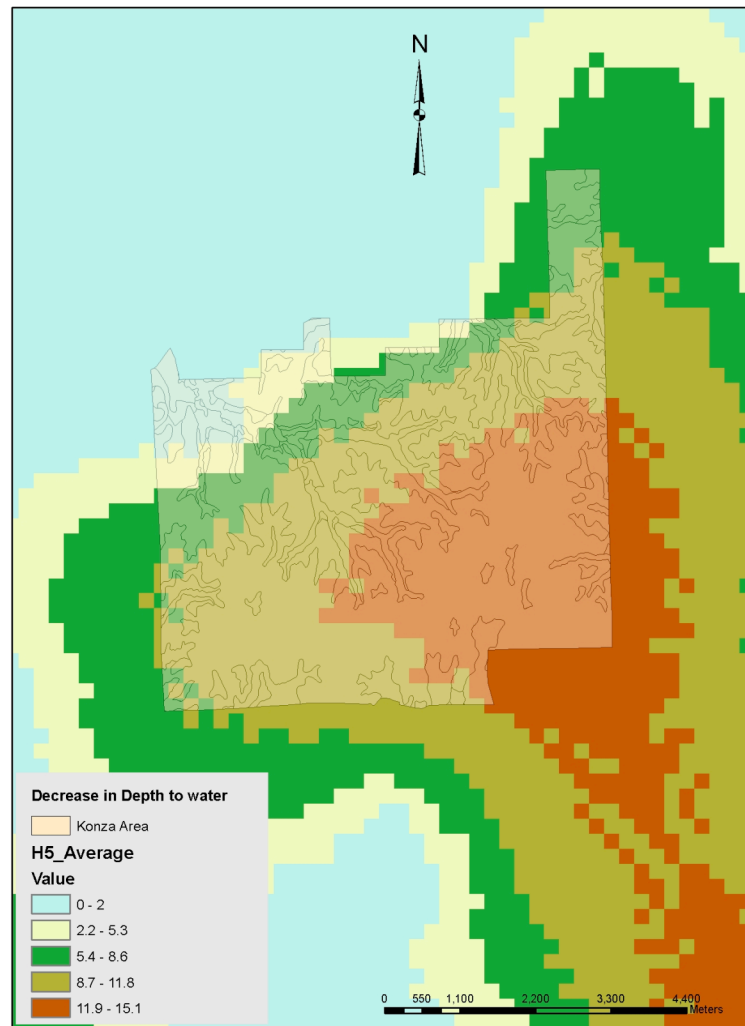 N
Decrease in Depth to water
Konza Area
H5_Average
Value
0 - 2
2.2 - 5.3
5.4 - 8.6
8.7 - 11.8
11.9 - 15.1
0 550 1,100 2,200 3,300 4,400
Meters